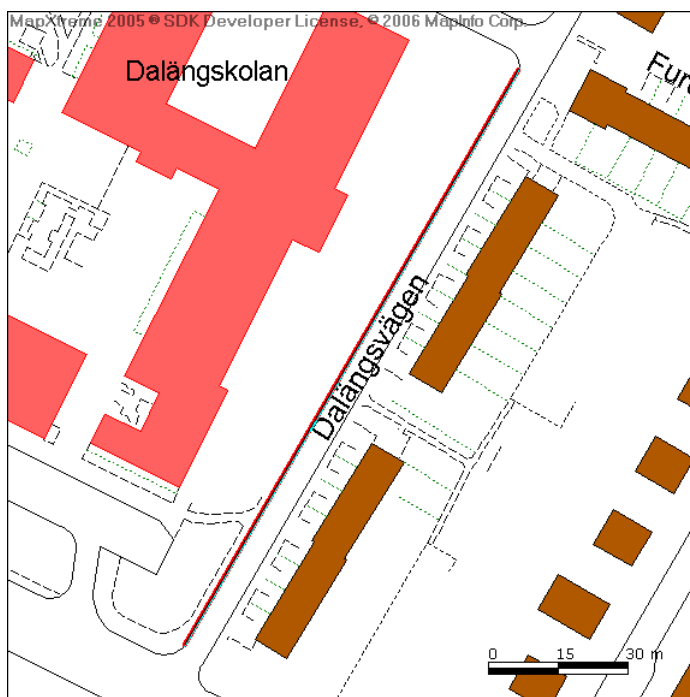 MapXtreme 2005 ® SDK Developer License, © 2006 MapInfo Corp.
Dalängskolan
Dalängsvägen
0 15 30 m